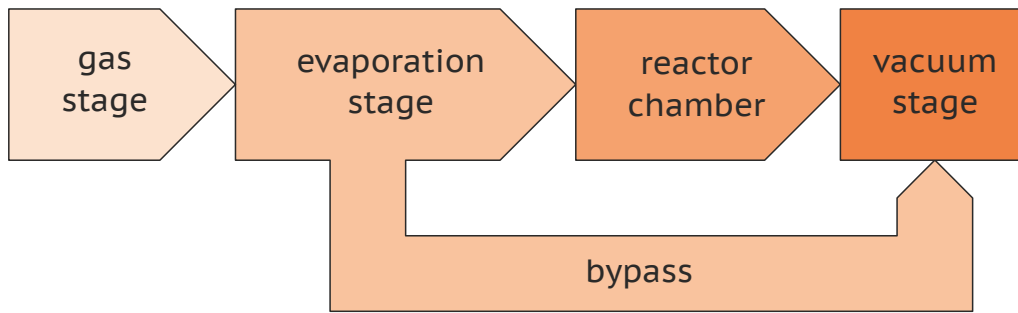 gas
stage
evaporation
stage
reactor
chamber
vacuum
stage
bypass